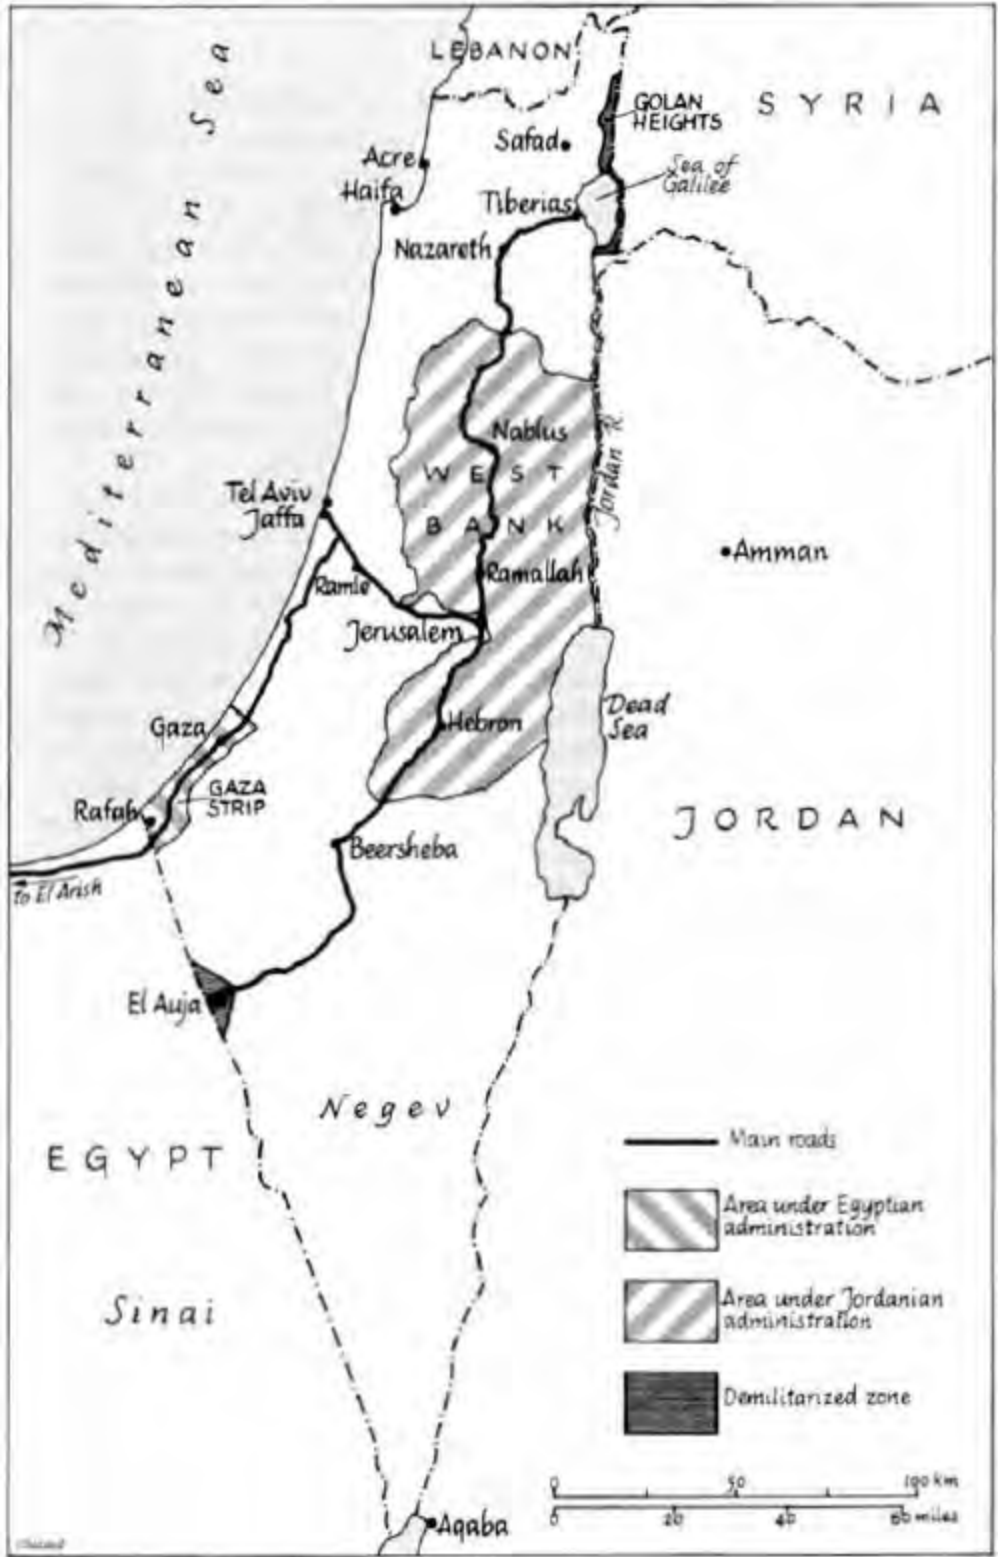 LEBANON
SYRIA
GOLAN
HEIGHTS
Safad
Sea of
Galilee
Acre
Haifa
Tiberias
Nazareth
Mediterranean Sea
Nablus
WEST
BANK
Jordan R.
Tel Aviv
Jaffa
Amman
Ramle
Ramallah
Jerusalem
Dead
Sea
Gaza
Hebron
GAZA
STRIP
Rafah
JORDAN
Beersheba
to El Arish
El Auja
Negev
EGYPT
Main roads
Area under Egyptian
administration
Sinai
Area under Jordanian
administration
Demilitarized zone
0 50 100 km
0 20 40 60 miles
Aqaba